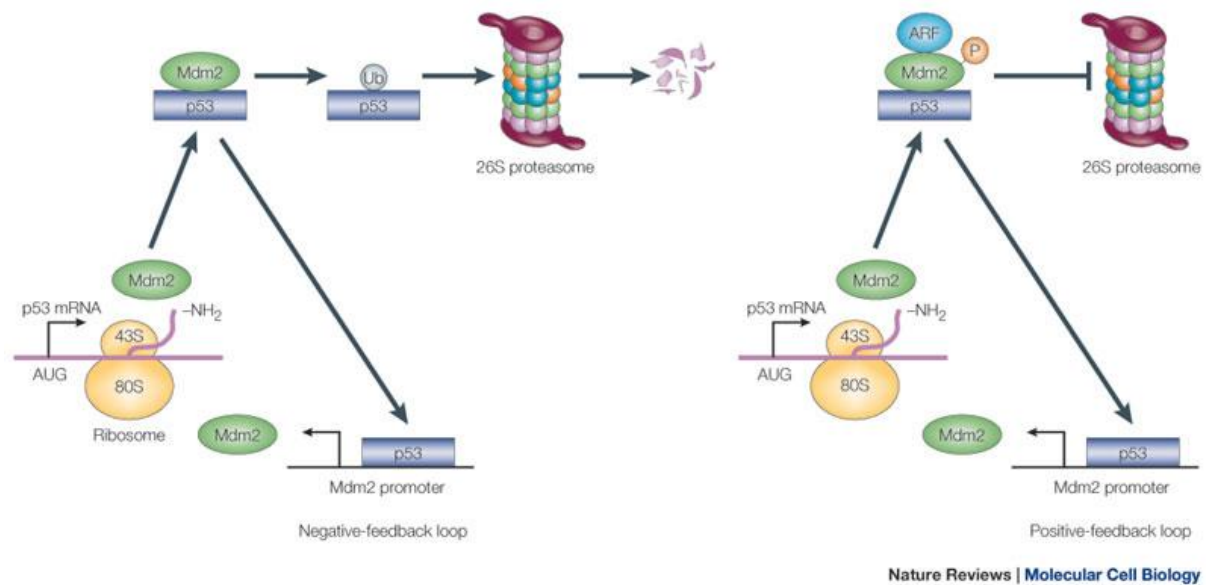 Mdm2
p53
Ub
p53
26S proteasome
Mdm2
p53 mRNA
–NH2
43S
AUG
80S
Ribosome
Mdm2
p53
Mdm2 promoter
Negative-feedback loop
ARF
P
Mdm2
p53
26S proteasome
Mdm2
p53 mRNA
–NH2
43S
AUG
80S
Mdm2
p53
Mdm2 promoter
Positive-feedback loop
Nature Reviews | Molecular Cell Biology